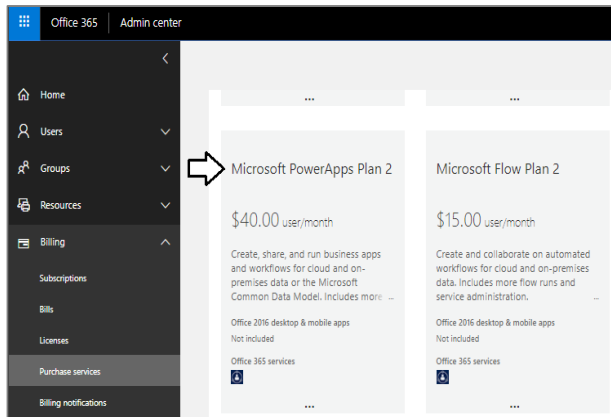 Office 365 Admin center
Home
Users
Groups
Resources
Billing
Subscriptions
Bills
Licenses
Purchase services
Billing notifications
...
Microsoft PowerApps Plan 2
$40.00 user/month
Create, share, and run business apps
and workflows for cloud and on-
premises data or the Microsoft
Common Data Model. Includes more ...
Office 2016 desktop & mobile apps
Not included
Office 365 services
...
...
Microsoft Flow Plan 2
$15.00 user/month
Create and collaborate on automated
workflows for cloud and on-premises
data. Includes more flow runs and
service administration. ...
Office 2016 desktop & mobile apps
Not included
Office 365 services
...